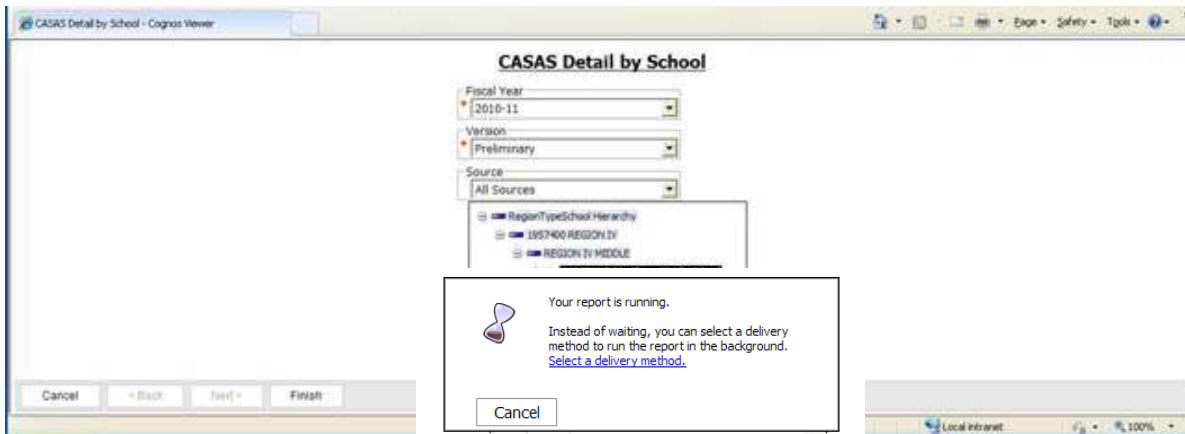 CASAS Detail by School - Cognos Viewer
Page Safety Tools
CASAS Detail by School
Fiscal Year
* 2010-11
Version
* Preliminary
Source
All Sources
RegionTypeSchool Hierarchy
1957400 REGION IV
REGION IV MIDDLE
Your report is running.
Instead of waiting, you can select a delivery
method to run the report in the background.
Select a delivery method.
Cancel
Cancel < Back Next > Finish
Local intranet 100%